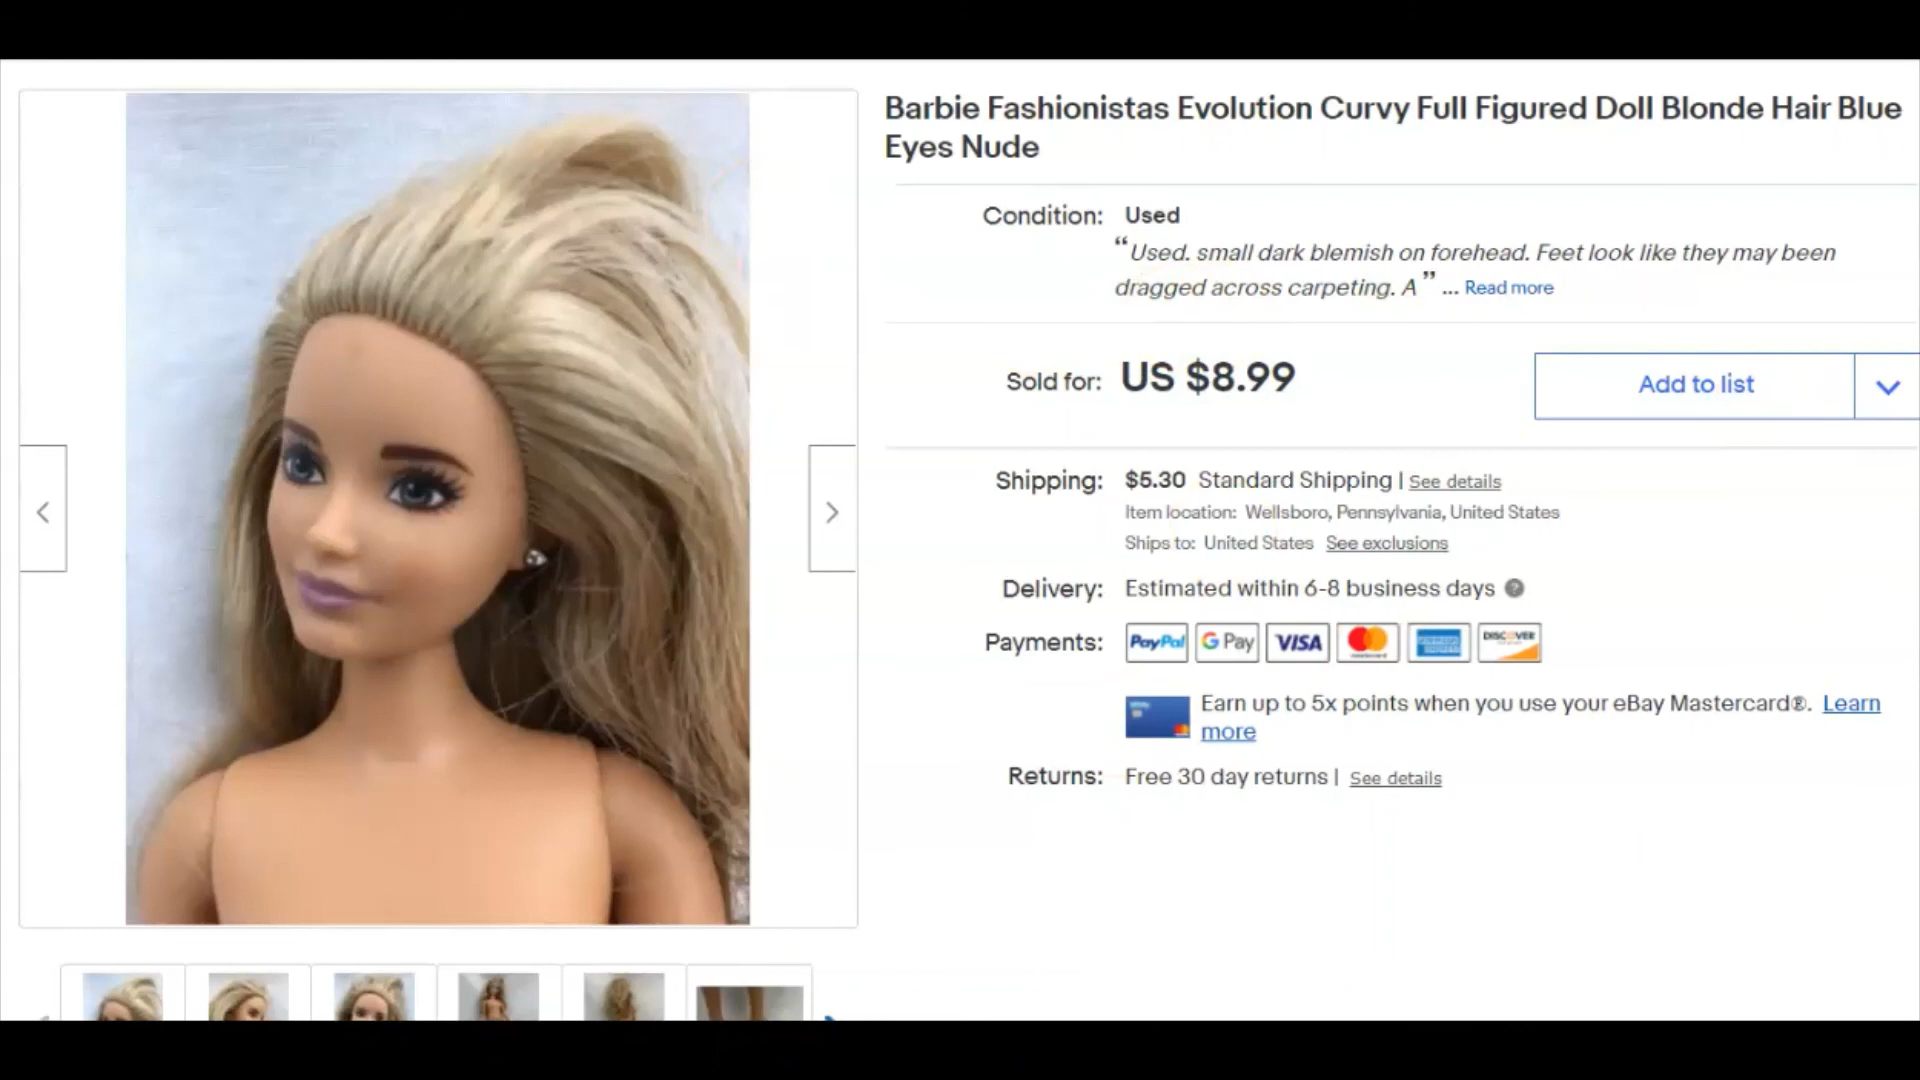 Barbie Fashionistas Evolution Curvy Full Figured Doll Blonde Hair Blue
Eyes Nude
Condition: Used
“Used. small dark blemish on forehead. Feet look like they may been
dragged across carpeting. A” ... Read more
Sold for: US $8.99
Add to list
Shipping: $5.30 Standard Shipping | See details
Item location: Wellsboro, Pennsylvania, United States
Ships to: United States See exclusions
Delivery: Estimated within 6-8 business days ?
Payments: PayPal G Pay VISA mastercard DISCOVER
Earn up to 5x points when you use your eBay Mastercard®. Learn
more
Returns: Free 30 day returns | See details